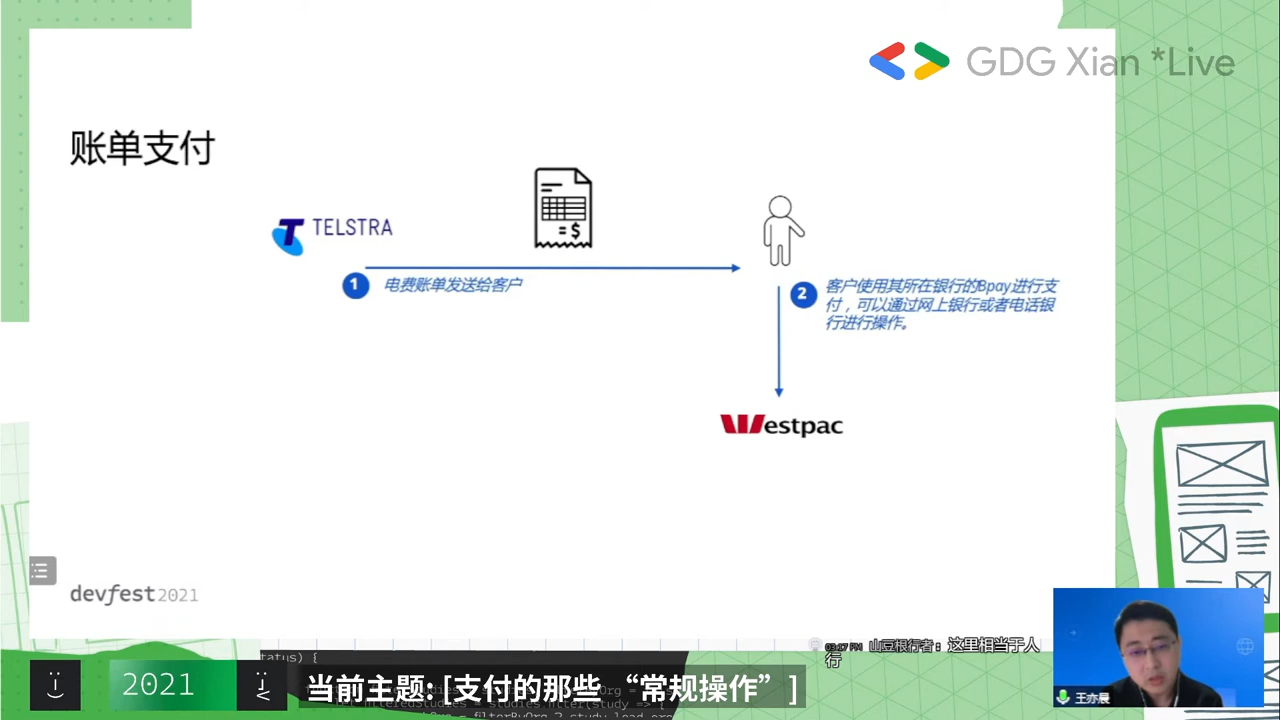 GDG Xian *Live
账单支付
TELSTRA
= $
1
电费账单发送给客户
2
客户使用其所在银行的Bpay进行支
付，可以通过网上银行或者电话银
行进行操作。
Westpac
devfest2021
03:17 PM 山豆根行者：这里相当于人
行
tatus) {
2021
当前主题: [支付的那些 “常规操作” ]
王亦晨